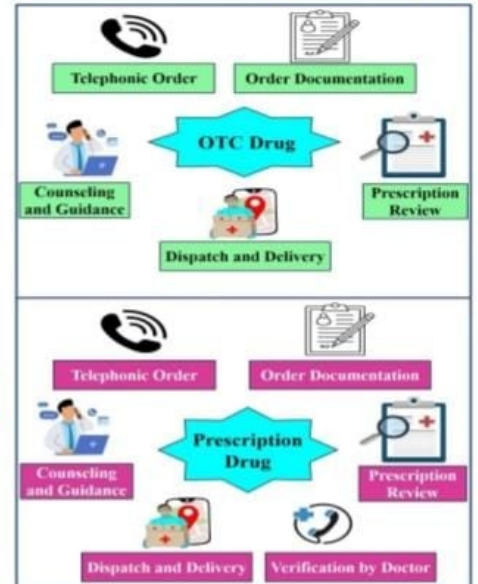 Telephonic Order
Order Documentation
OTC Drug
Counseling
and Guidance
Prescription
Review
Dispatch and Delivery
Telephonic Order
Order Documentation
Prescription
Drug
Counseling
and Guidance
Prescription
Review
Dispatch and Delivery
Verification by Doctor